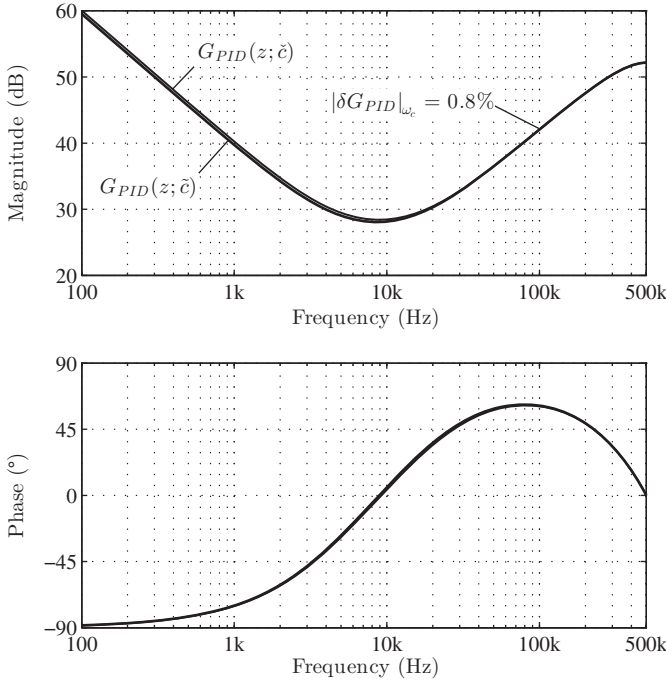 60
50
40
30
20
Magnitude (dB)
G_{PID}(z; č)
|δG_{PID}|_{ω_c} = 0.8%
G_{PID}(z; c̃)
100
1k
10k
100k
500k
Frequency (Hz)
90
45
0
−45
−90
Phase (°)
100
1k
10k
100k
500k
Frequency (Hz)